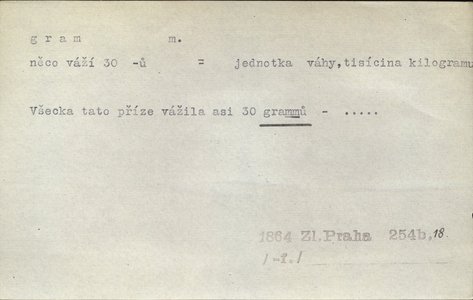 gram m.
něco váží 30 -ů = jednotka váhy,tisícina kilogramu
Všecka tato příze vážila asi 30 grammů - .....
1864 Zl.Praha 254b,18